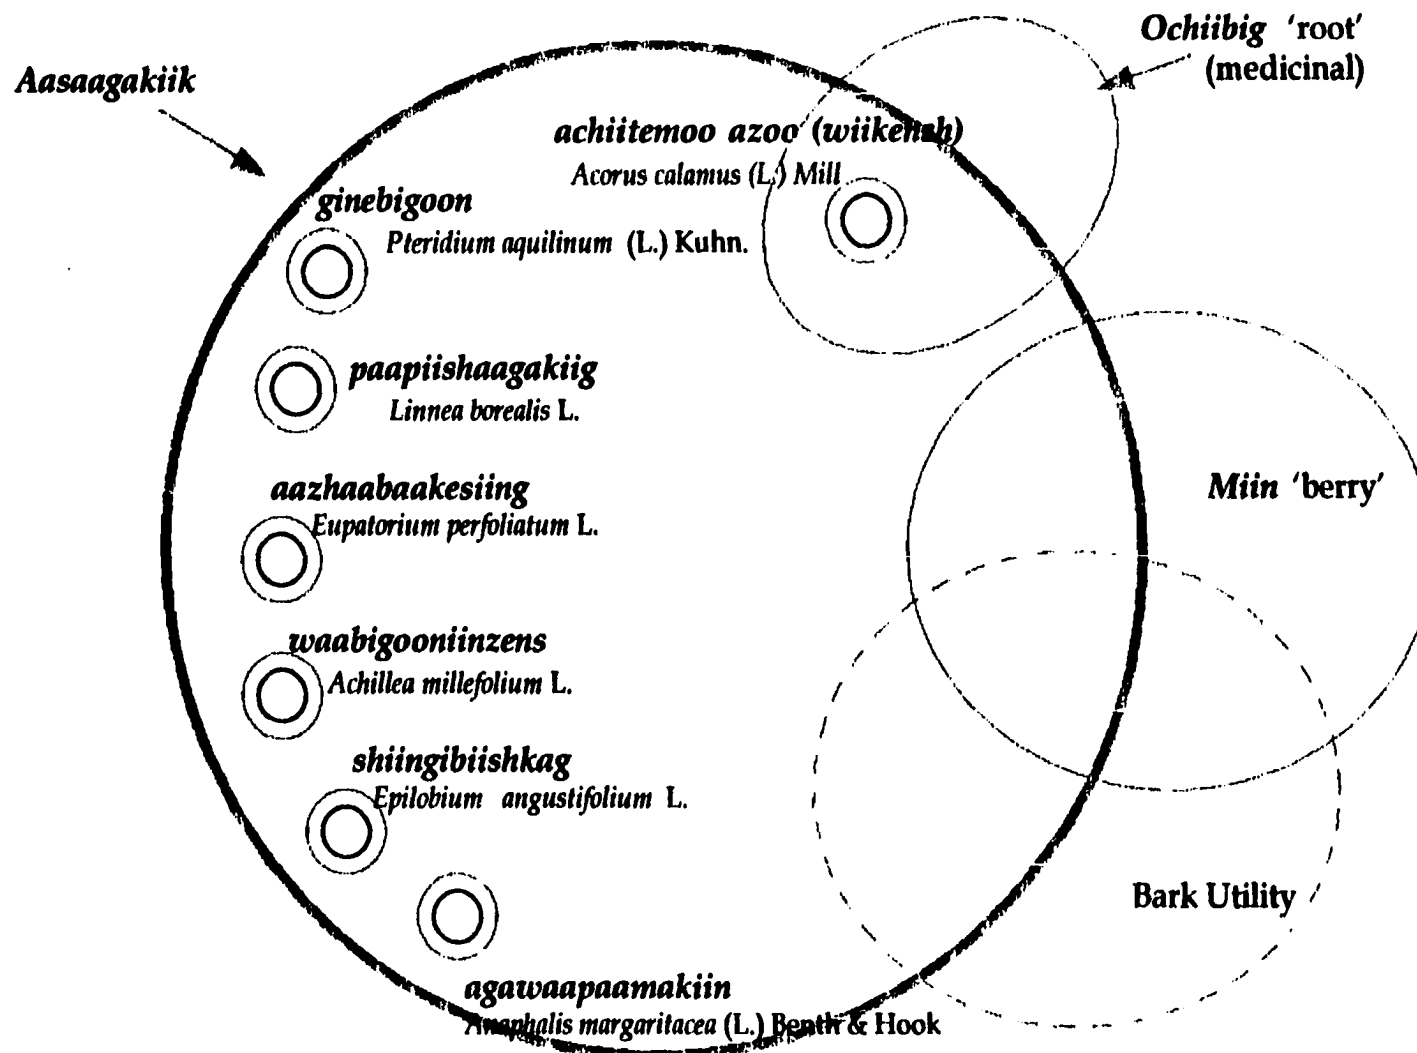 Ochiibig 'root'
(medicinal)
Aasaagakiik
achiitemoo azoo (wiikenh)
Acorus calamus (L.) Mill
ginebigoon
Pteridium aquilinum (L.) Kuhn.
paapiishaagakiig
Linnea borealis L.
Miin 'berry'
aazhaabaakesiing
Eupatorium perfoliatum L.
waabigooniinzens
Achillea millefolium L.
shiingibiishkag
Epilobium angustifolium L.
Bark Utility
agawaapaamakiin
Anaphalis margaritacea (L.) Benth & Hook